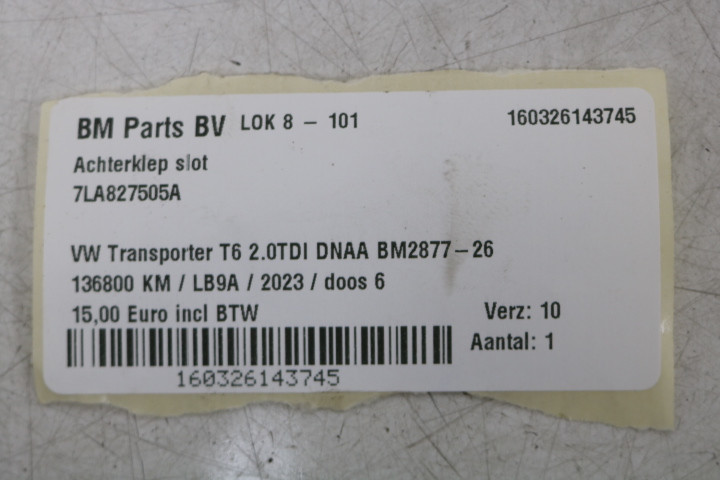 BM Parts BV LOK 8 - 101 160326143745
Achterklep slot
7LA827505A
VW Transporter T6 2.0TDI DNAA BM2877-26
136800 KM / LB9A / 2023 / doos 6
15,00 Euro incl BTW Verz: 10
Aantal: 1
160326143745